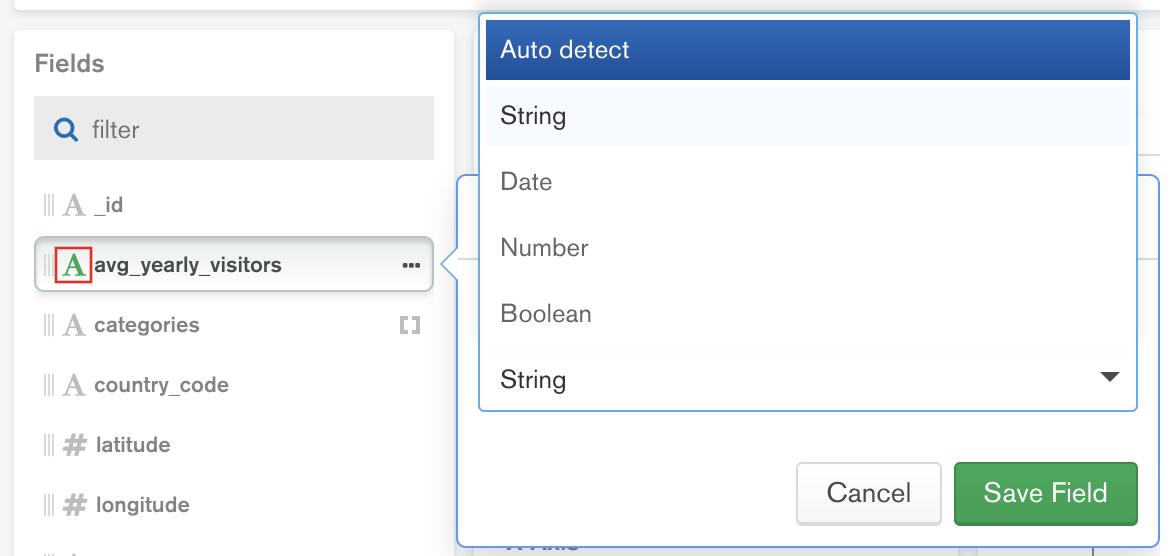 Fields
filter
_id
avg_yearly_visitors
categories
country_code
latitude
longitude
Auto detect
String
Date
Number
Boolean
String
Cancel
Save Field